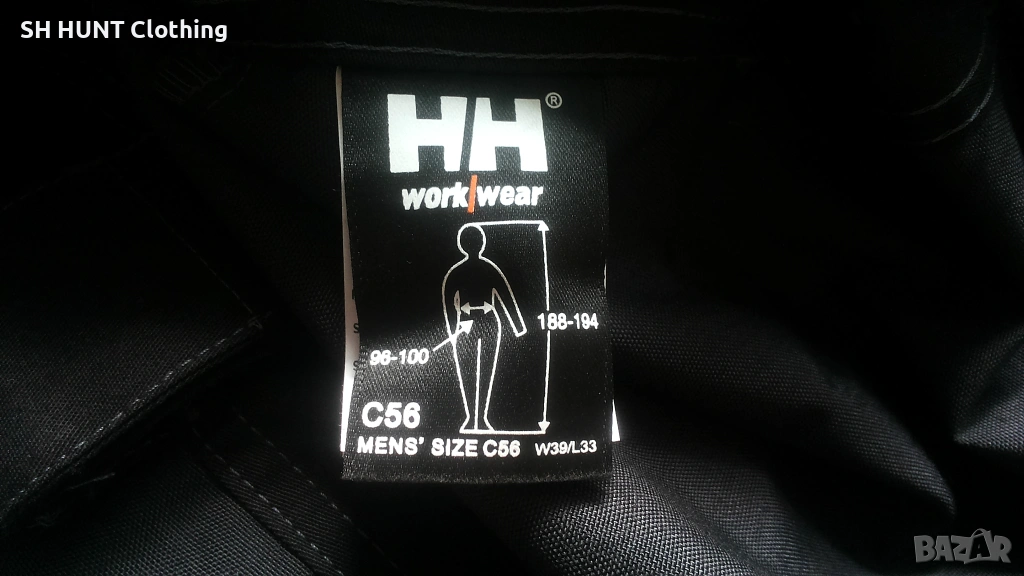 SH HUNT Clothing
HH®
work/wear
188-194
96-100
C56
MENS' SIZE C56 W39/L33
BAZAR